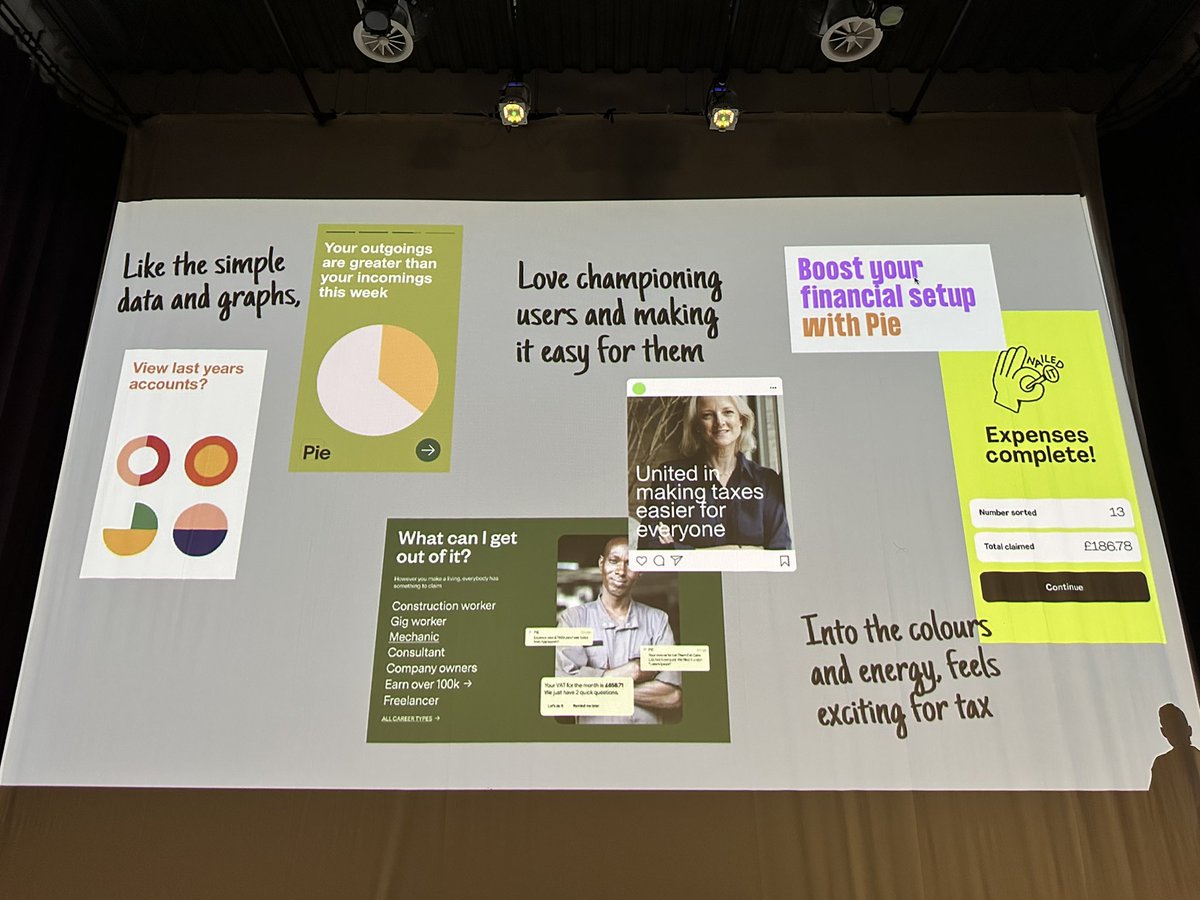 Like the simple
data and graphs,
Your outgoings
are greater than
your incomings
this week
Pie
View last years
accounts?
Love championing
users and making
it easy for them
United in
making taxes
easier for
everyone
What can I get
out of it?
However you make a living, everybody has
something to claim
Construction worker
Gig worker
Mechanic
Consultant
Company owners
Earn over 100k →
Freelancer
ALL CAREER TYPES →
Your VAT for the month is £658.71
We just have 2 quick questions.
Let's do it Remind me later
Boost your
financial setup
with Pie
NAILED IT
Expenses
complete!
Number sorted 13
Total claimed £186.78
Continue
Into the colours
and energy, feels
exciting for tax